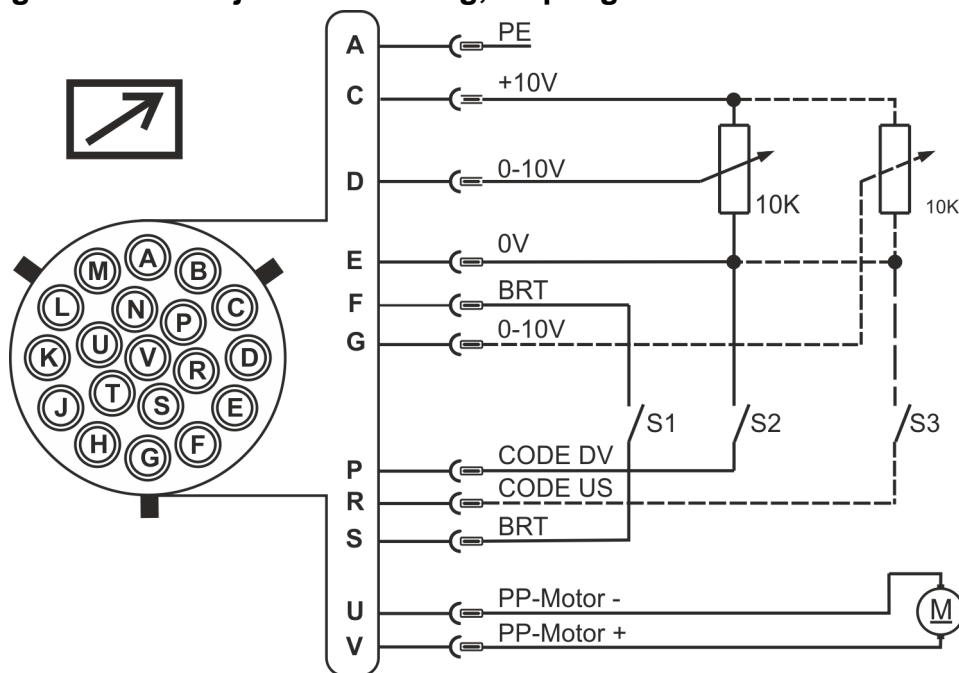 A PE
C +10V
D 0-10V
10K
10K
E 0V
F BRT
G 0-10V
M A B
L N P C
K U V R D
J T S E
H G F
S1 S2 S3
P CODE DV
R CODE US
S BRT
U PP-Motor -
V PP-Motor +
M